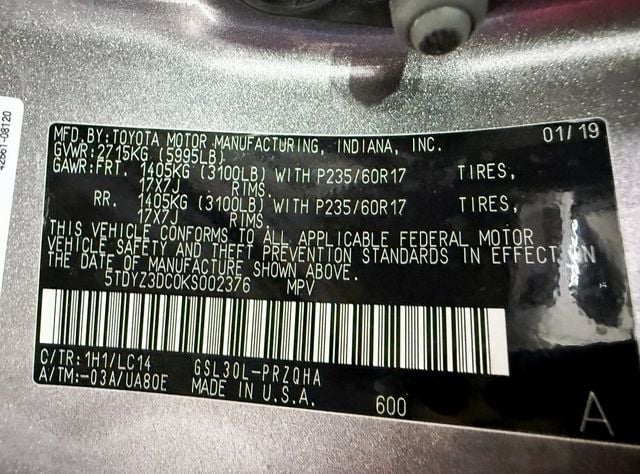 42661-08120
MFD.BY:TOYOTA MOTOR MANUFACTURING, INDIANA, INC. 01/19
GVWR:2715KG (5995LB)
GAWR:FRT. 1405KG (3100LB) WITH P235/60R17 TIRES,
17X7J RIMS
RR. 1405KG (3100LB) WITH P235/60R17 TIRES,
17X7J RIMS
THIS VEHICLE CONFORMS TO ALL APPLICABLE FEDERAL MOTOR
VEHICLE SAFETY AND THEFT PREVENTION STANDARDS IN EFFECT ON
THE DATE OF MANUFACTURE SHOWN ABOVE.
5TDYZ3DC0KS002376 MPV
C/TR:1H1/LC14 GSL30L-PRZQHA
A/TM:-03A/UA80E MADE IN U.S.A. 600
A